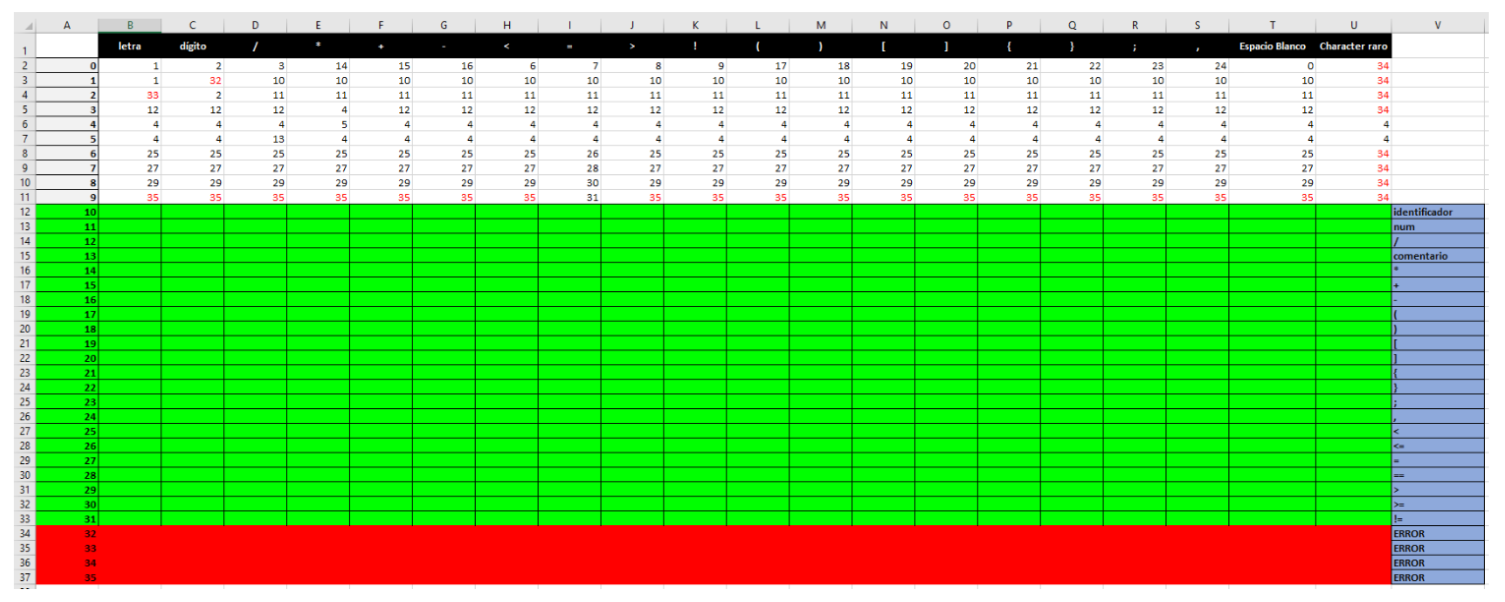 A B C D E F G H I J K L M N O P Q R S T U V
1 letra dígito / * + - < = > ! ( ) [ ] { } ; , Espacio Blanco Character raro
2 0 1 2 3 14 15 16 6 7 8 9 17 18 19 20 21 22 23 24 0 34
3 1 1 32 10 10 10 10 10 10 10 10 10 10 10 10 10 10 10 10 10 34
4 2 33 2 11 11 11 11 11 11 11 11 11 11 11 11 11 11 11 11 11 34
5 3 12 12 12 4 12 12 12 12 12 12 12 12 12 12 12 12 12 12 12 34
6 4 4 4 4 5 4 4 4 4 4 4 4 4 4 4 4 4 4 4 4 4
7 5 4 4 13 4 4 4 4 4 4 4 4 4 4 4 4 4 4 4 4 4
8 6 25 25 25 25 25 25 25 26 25 25 25 25 25 25 25 25 25 25 25 34
9 7 27 27 27 27 27 27 27 28 27 27 27 27 27 27 27 27 27 27 27 34
10 8 29 29 29 29 29 29 29 30 29 29 29 29 29 29 29 29 29 29 29 34
11 9 35 35 35 35 35 35 35 31 35 35 35 35 35 35 35 35 35 35 35 34
12 10 identificador
13 11 num
14 12 /
15 13 comentario
16 14 *
17 15 +
18 16 -
19 17 (
20 18 )
21 19 [
22 20 ]
23 21 {
24 22 }
25 23 ;
26 24 ,
27 25 <
28 26 <=
29 27 =
30 28 ==
31 29 >
32 30 >=
33 31 !=
34 32 ERROR
35 33 ERROR
36 34 ERROR
37 35 ERROR